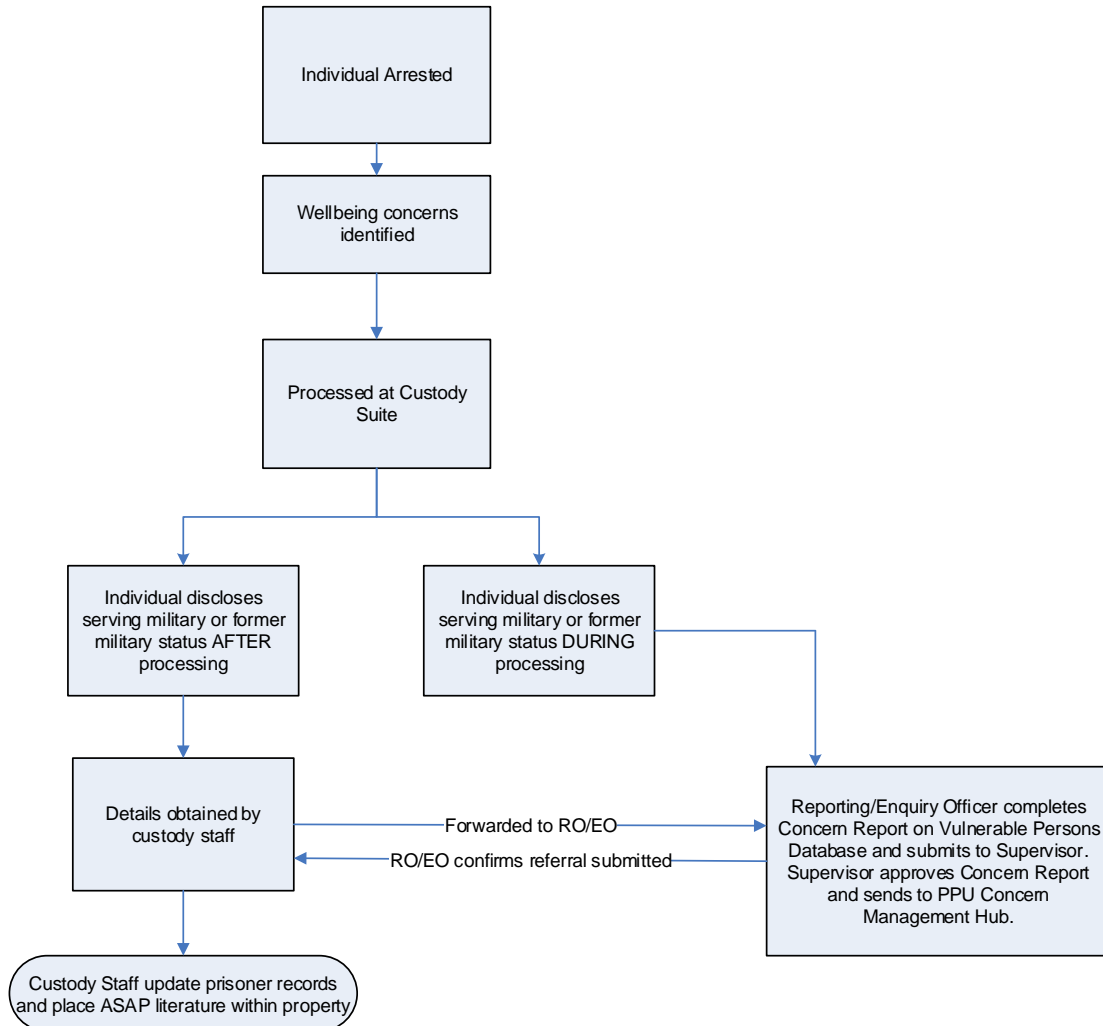 Individual Arrested
Wellbeing concerns
identified
Processed at Custody
Suite
Individual discloses
serving military or former
military status AFTER
processing
Individual discloses
serving military or former
military status DURING
processing
Details obtained by
custody staff
Forwarded to RO/EO
RO/EO confirms referral submitted
Reporting/Enquiry Officer completes
Concern Report on Vulnerable Persons
Database and submits to Supervisor.
Supervisor approves Concern Report
and sends to PPU Concern
Management Hub.
Custody Staff update prisoner records
and place ASAP literature within property